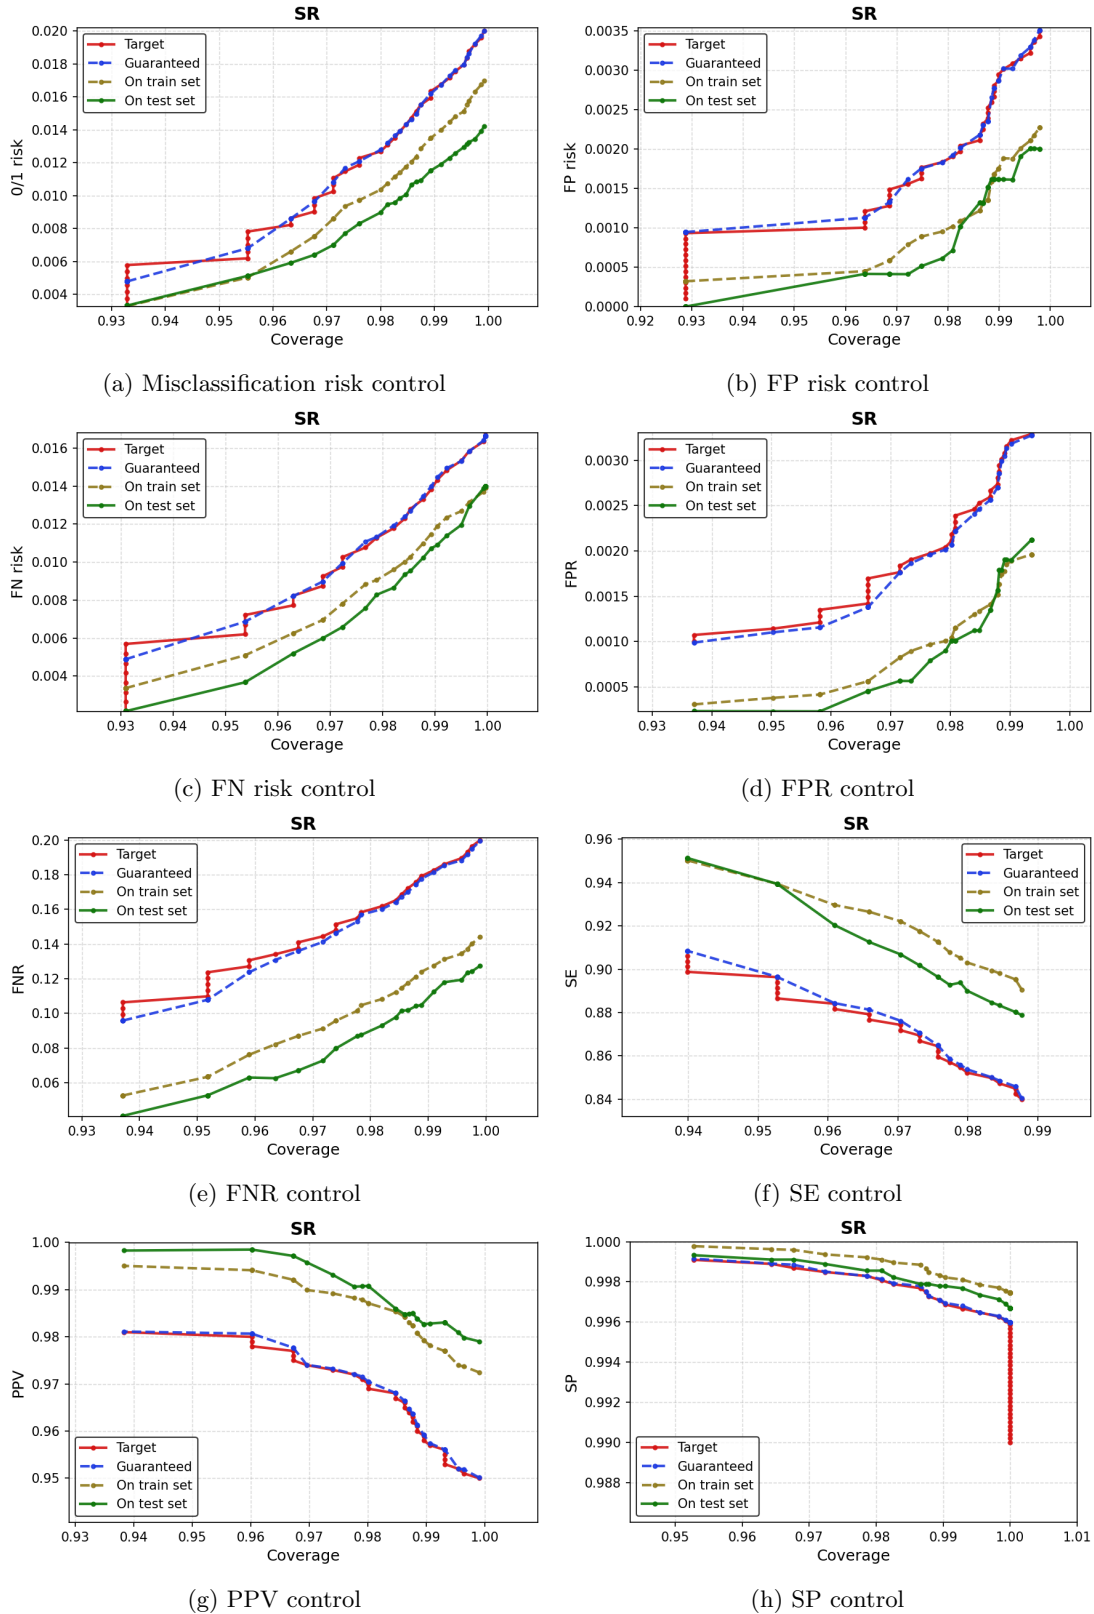 SR
0.020
0.018
0.016
0.014
0.012
0.010
0.008
0.006
0.004
0/1 risk
Target
Guaranteed
On train set
On test set
0.93 0.94 0.95 0.96 0.97 0.98 0.99 1.00
Coverage
(a) Misclassification risk control
SR
0.0035
0.0030
0.0025
0.0020
0.0015
0.0010
0.0005
0.0000
FP risk
Target
Guaranteed
On train set
On test set
0.92 0.93 0.94 0.95 0.96 0.97 0.98 0.99 1.00
Coverage
(b) FP risk control
SR
0.016
0.014
0.012
0.010
0.008
0.006
0.004
FN risk
Target
Guaranteed
On train set
On test set
0.93 0.94 0.95 0.96 0.97 0.98 0.99 1.00
Coverage
(c) FN risk control
SR
0.0030
0.0025
0.0020
0.0015
0.0010
0.0005
FPR
Target
Guaranteed
On train set
On test set
0.93 0.94 0.95 0.96 0.97 0.98 0.99 1.00
Coverage
(d) FPR control
SR
0.20
0.18
0.16
0.14
0.12
0.10
0.08
0.06
FNR
Target
Guaranteed
On train set
On test set
0.93 0.94 0.95 0.96 0.97 0.98 0.99 1.00
Coverage
(e) FNR control
SR
0.96
0.94
0.92
0.90
0.88
0.86
0.84
SE
Target
Guaranteed
On train set
On test set
0.94 0.95 0.96 0.97 0.98 0.99
Coverage
(f) SE control
SR
1.00
0.99
0.98
0.97
0.96
0.95
PPV
Target
Guaranteed
On train set
On test set
0.93 0.94 0.95 0.96 0.97 0.98 0.99 1.00
Coverage
(g) PPV control
SR
1.000
0.998
0.996
0.994
0.992
0.990
0.988
SP
Target
Guaranteed
On train set
On test set
0.95 0.96 0.97 0.98 0.99 1.00 1.01
Coverage
(h) SP control